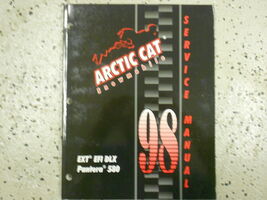 ARCTIC CAT
Snowmobile
SERVICE MANUAL
98
EXT EFI DLX
Pantera 580